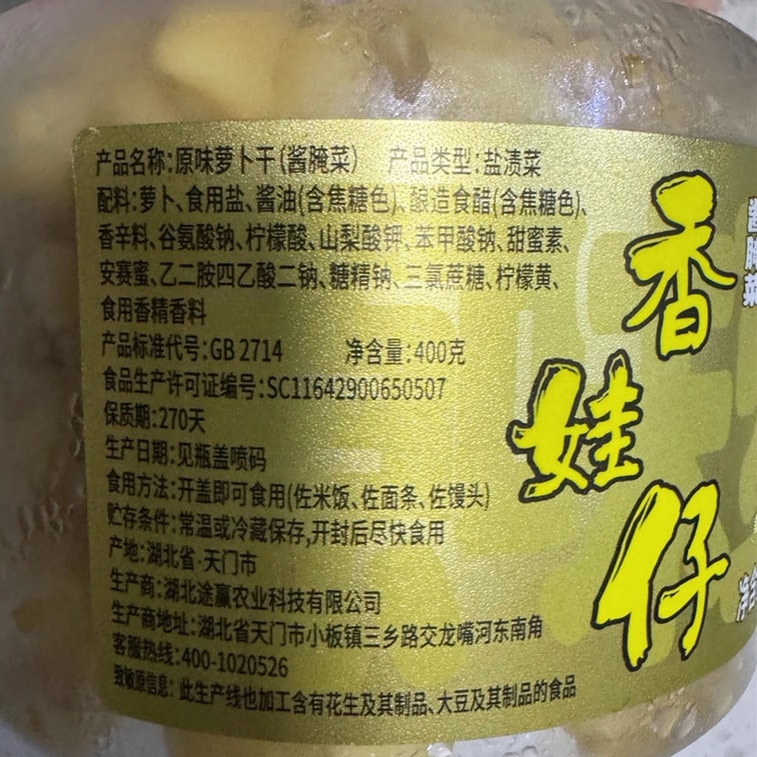 产品名称:原味萝卜干(酱腌菜) 产品类型:盐渍菜
配料:萝卜、食用盐、酱油(含焦糖色)、酿造食醋(含焦糖色)、
香辛料、谷氨酸钠、柠檬酸、山梨酸钾、苯甲酸钠、甜蜜素、
安赛蜜、乙二胺四乙酸二钠、糖精钠、三氯蔗糖、柠檬黄、
食用香精香料
产品标准代号:GB 2714 净含量:400克
食品生产许可证编号:SC11642900650507
保质期:270天
生产日期:见瓶盖喷码
食用方法:开盖即可食用(佐米饭、佐面条、佐馒头)
贮存条件:常温或冷藏保存,开封后尽快食用
产地:湖北省·天门市
生产商:湖北途赢农业科技有限公司
生产商地址:湖北省天门市小板镇三乡路交龙嘴河东南角
客服热线:400-1020526
致敏原信息:此生产线也加工含有花生及其制品、大豆及其制品的食品
香娃仔
酱腌菜
净含